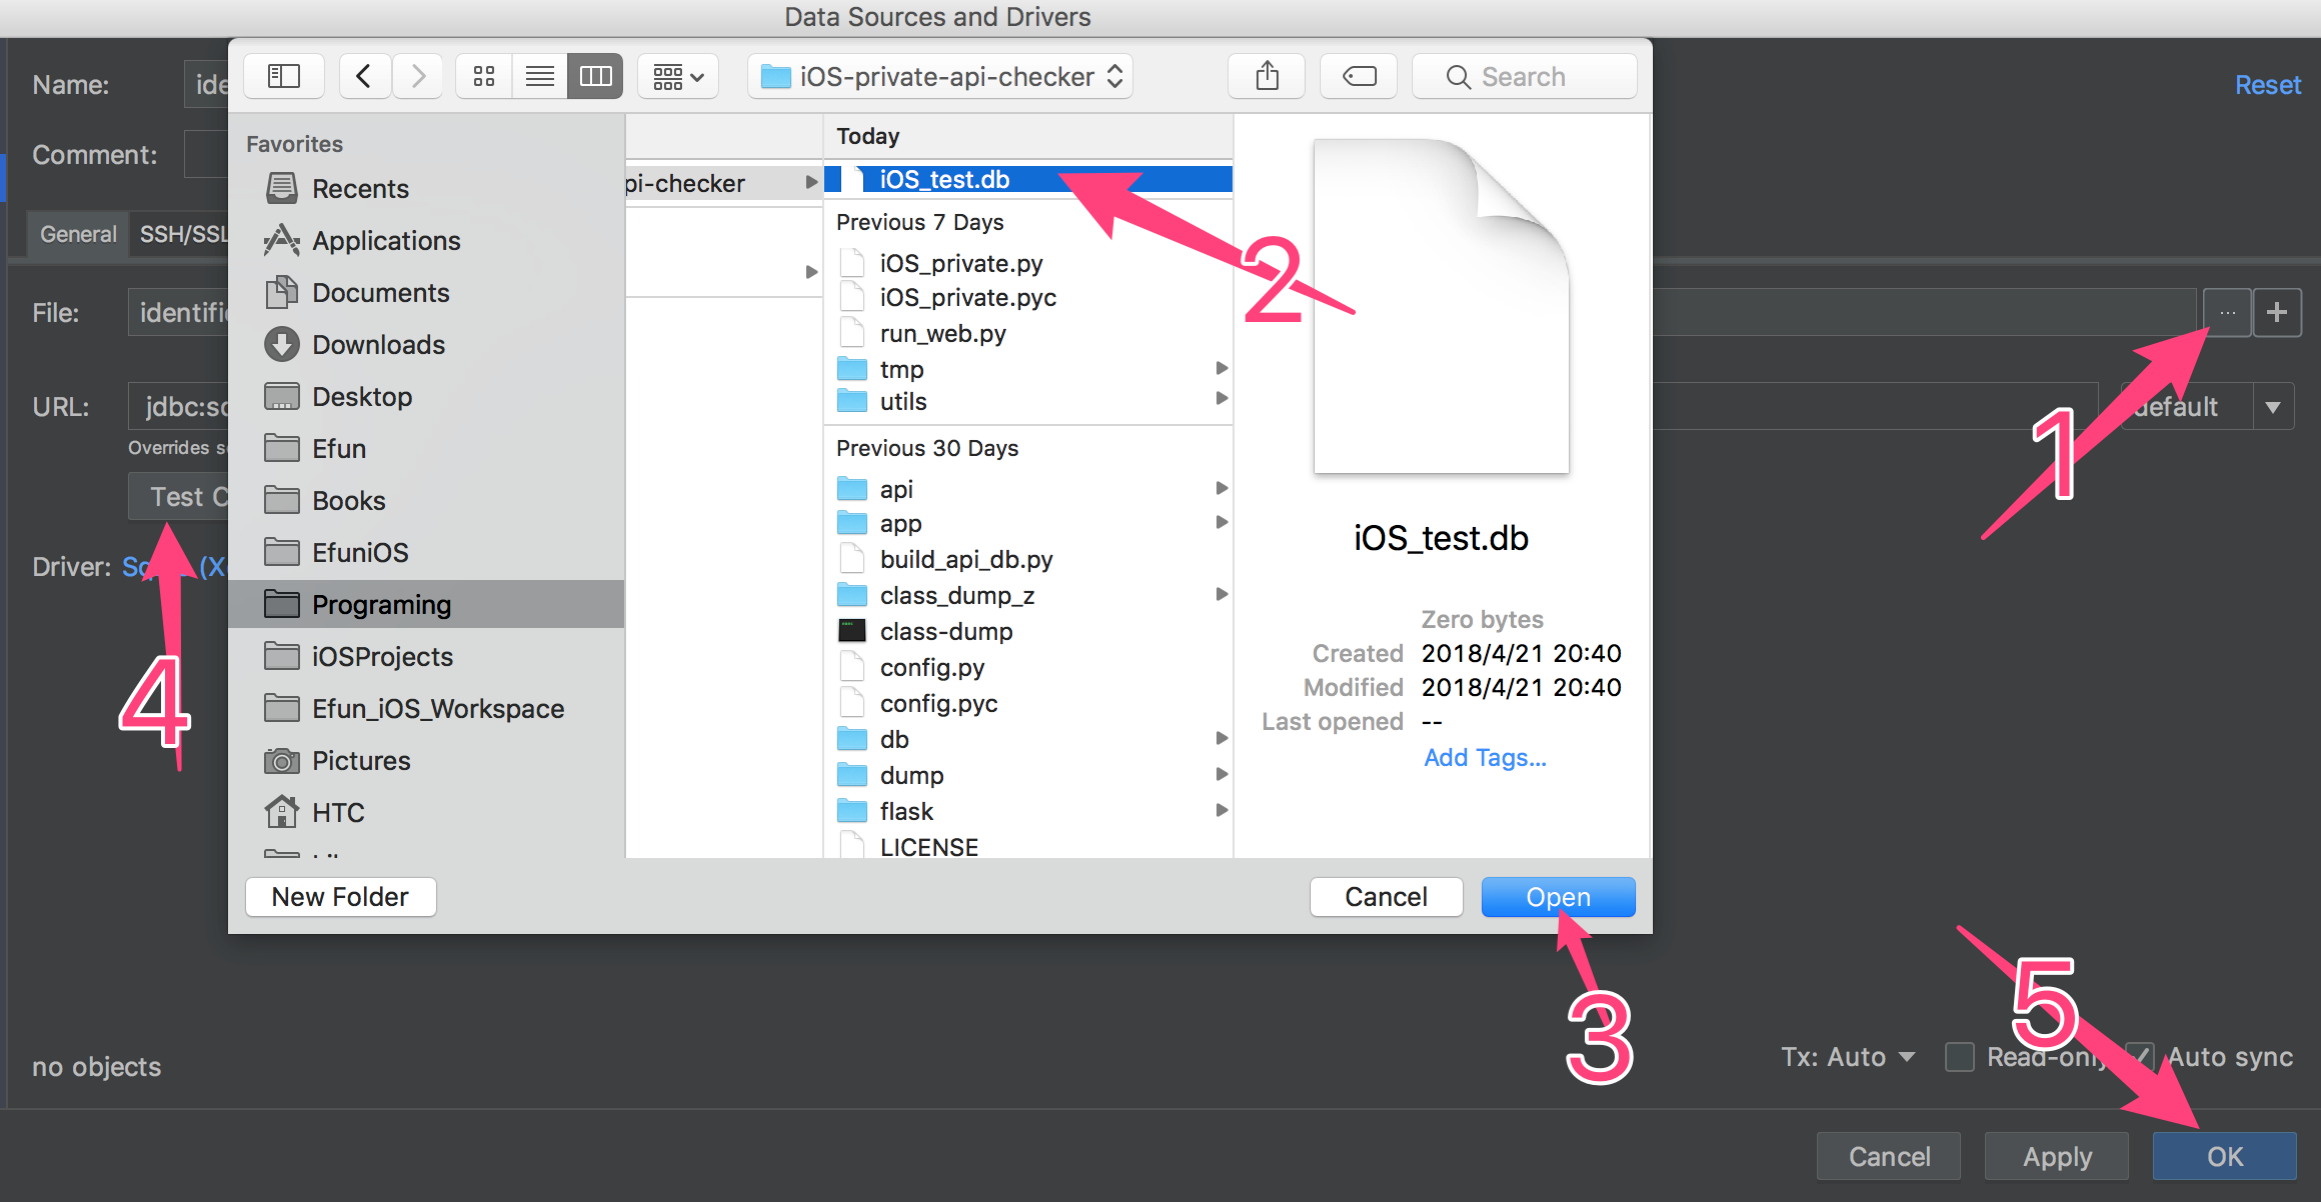 Data Sources and Drivers
Name:
ide
Reset
Comment:
General
SSH/SSL
File:
identifi
...
URL:
jdbc:sq
default
Overrides se
Test C
Driver:
(X
no objects
Tx: Auto
Read-only
Auto sync
Cancel
Apply
OK
iOS-private-api-checker
Search
Favorites
Recents
Applications
Documents
Downloads
Desktop
Efun
Books
EfuniOS
Programing
iOSProjects
Efun_iOS_Workspace
Pictures
HTC
pi-checker
Today
iOS_test.db
Previous 7 Days
iOS_private.py
iOS_private.pyc
run_web.py
tmp
utils
Previous 30 Days
api
app
build_api_db.py
class_dump_z
class-dump
config.py
config.pyc
db
dump
flask
LICENSE
iOS_test.db
Zero bytes
Created 2018/4/21 20:40
Modified 2018/4/21 20:40
Last opened --
Add Tags...
New Folder
Cancel
Open
1
2
3
4
5